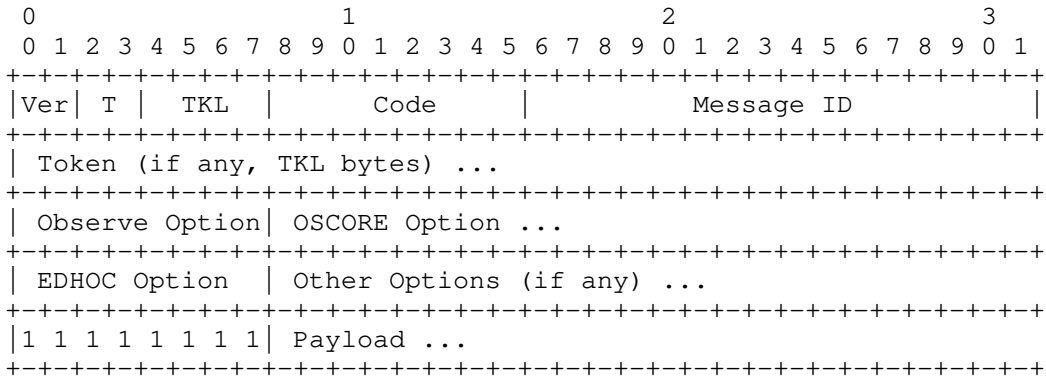 0                   1                   2                   3
 0 1 2 3 4 5 6 7 8 9 0 1 2 3 4 5 6 7 8 9 0 1 2 3 4 5 6 7 8 9 0 1
+-+-+-+-+-+-+-+-+-+-+-+-+-+-+-+-+-+-+-+-+-+-+-+-+-+-+-+-+-+-+-+-+
|Ver| T |  TKL  |      Code     |          Message ID           |
+-+-+-+-+-+-+-+-+-+-+-+-+-+-+-+-+-+-+-+-+-+-+-+-+-+-+-+-+-+-+-+-+
| Token (if any, TKL bytes) ...
+-+-+-+-+-+-+-+-+-+-+-+-+-+-+-+-+-+-+-+-+-+-+-+-+-+-+-+-+-+-+-+-+
| Observe Option| OSCORE Option ...
+-+-+-+-+-+-+-+-+-+-+-+-+-+-+-+-+-+-+-+-+-+-+-+-+-+-+-+-+-+-+-+-+
| EDHOC Option  | Other Options (if any) ...
+-+-+-+-+-+-+-+-+-+-+-+-+-+-+-+-+-+-+-+-+-+-+-+-+-+-+-+-+-+-+-+-+
|1 1 1 1 1 1 1 1| Payload ...
+-+-+-+-+-+-+-+-+-+-+-+-+-+-+-+-+-+-+-+-+-+-+-+-+-+-+-+-+-+-+-+-+